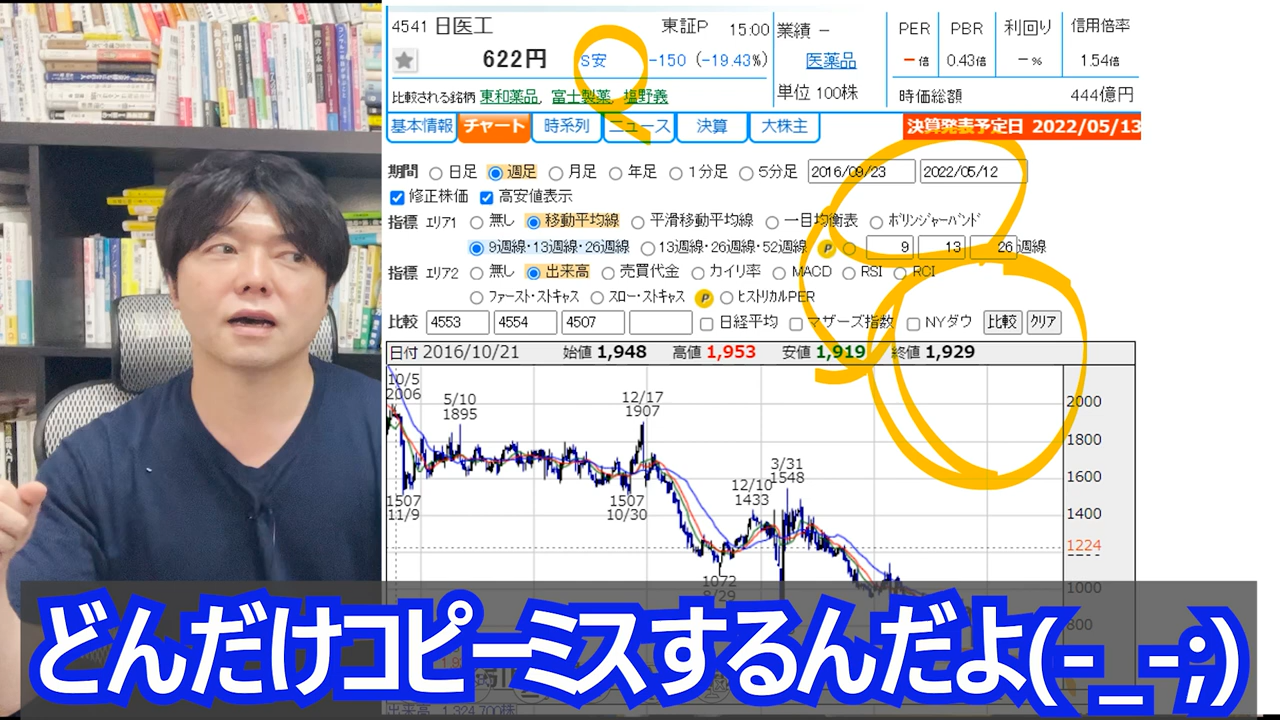 4541 日医工
東証P 15:00
業績 −
PER
PBR
利回り
信用倍率
622円
S安
-150 (-19.43%)
医薬品
−倍
0.43倍
−%
1.54倍
比較される銘柄 東和薬品, 富士製薬, 塩野義
単位 100株
時価総額
444億円
基本情報
チャート
時系列
ニュース
決算
大株主
決算発表予定日 2022/05/13
期間 日足 週足 月足 年足 1分足 5分足 2016/09/23 2022/05/12
修正株価 高安値表示
指標 エリア1 無し 移動平均線 平滑移動平均線 一目均衡表 ボリンジャーバンド
9週線・13週線・26週線 13週線・26週線・52週線 P 9 13 26 週線
指標 エリア2 無し 出来高 売買代金 カイリ率 MACD RSI RCI
ファースト・ストキャス スロー・ストキャス P ヒストリカルPER
比較 4553 4554 4507 日経平均 マザーズ指数 NYダウ 比較 クリア
日付 2016/10/21 始値 1,948 高値 1,953 安値 1,919 終値 1,929
10/5
2006
5/10
1895
12/17
1907
2000
1800
3/31
1548
1600
12/10
1433
1507
11/9
1507
10/30
1400
1224
1072
8/29
1000
800
どんだけコピーミスするんだよ(-_-;)
出来高 1,324,700株